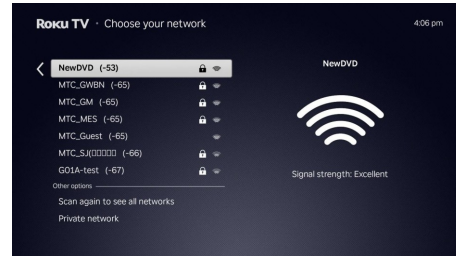 Roku TV • Choose your network
4:06 pm
NewDVD (-53)
MTC_GWBN (-65)
MTC_GM (-65)
MTC_MES (-65)
MTC_Guest (-65)
MTC_SJ(▯▯▯▯▯ (-66)
G01A-test (-67)
Other options
Scan again to see all networks
Private network
NewDVD
Signal strength: Excellent